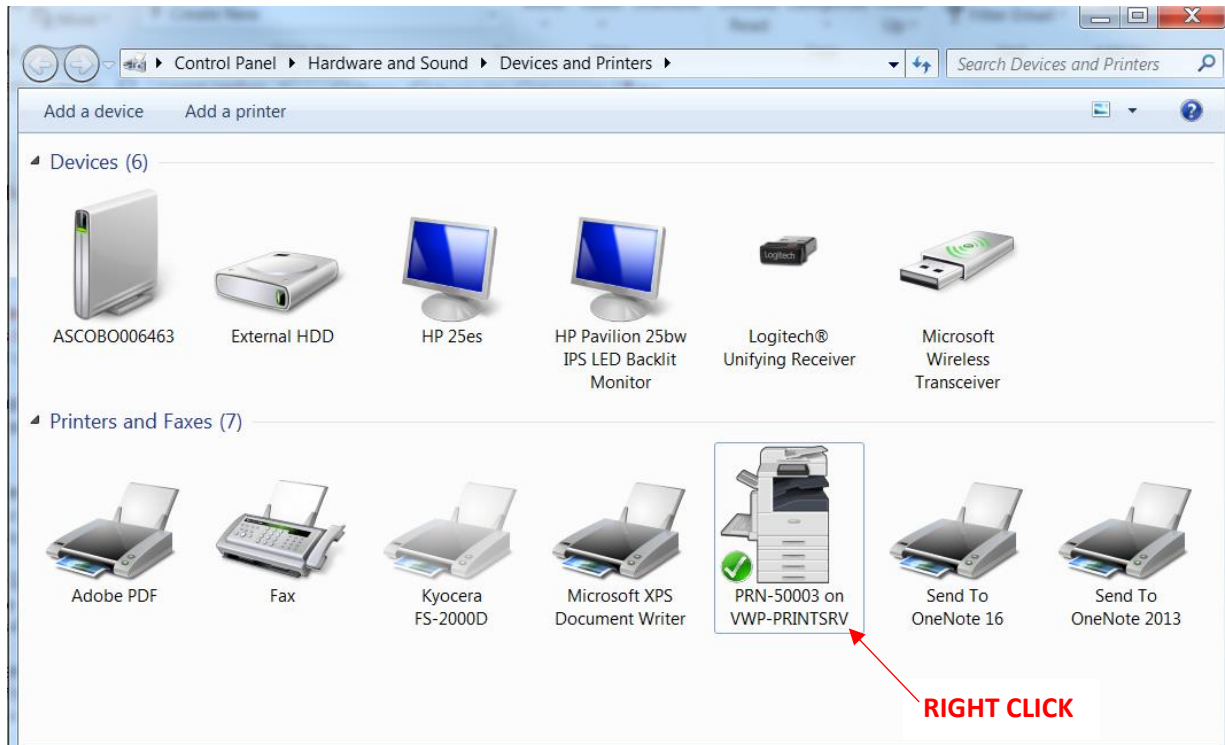 Control Panel Hardware and Sound Devices and Printers
Search Devices and Printers
Add a device Add a printer
Devices (6)
ASCOBO006463
External HDD
HP 25es
HP Pavilion 25bw
IPS LED Backlit
Monitor
Logitech
Logitech®
Unifying Receiver
Microsoft
Wireless
Transceiver
Printers and Faxes (7)
Adobe PDF
Fax
Kyocera
FS-2000D
Microsoft XPS
Document Writer
PRN-50003 on
VWP-PRINTSRV
Send To
OneNote 16
Send To
OneNote 2013
RIGHT CLICK